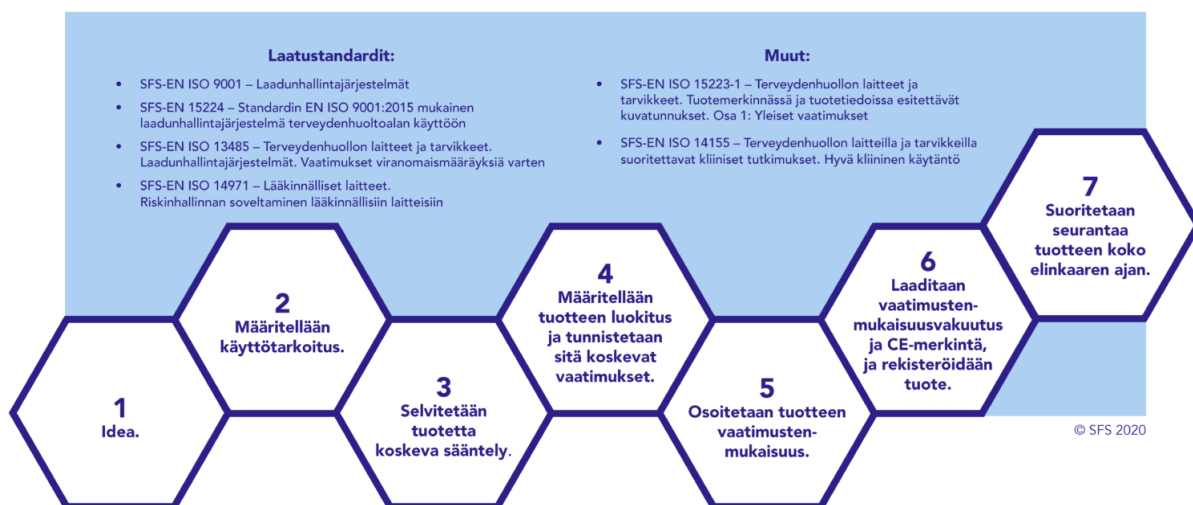 Laatustandardit:
• SFS-EN ISO 9001 – Laadunhallintajärjestelmät
• SFS-EN 15224 – Standardin EN ISO 9001:2015 mukainen
laadunhallintajärjestelmä terveydenhuoltoalan käyttöön
• SFS-EN ISO 13485 – Terveydenhuollon laitteet ja tarvikkeet.
Laadunhallintajärjestelmät. Vaatimukset viranomaismääräyksiä varten
• SFS-EN ISO 14971 – Lääkinnälliset laitteet.
Riskinhallinnan soveltaminen lääkinnällisiin laitteisiin
Muut:
• SFS-EN ISO 15223-1 – Terveydenhuollon laitteet ja
tarvikkeet. Tuotemerkinnässä ja tuotetiedoissa esitettävät
kuvatunnukset. Osa 1: Yleiset vaatimukset
• SFS-EN ISO 14155 – Terveydenhuollon laitteilla ja tarvikkeilla
suoritettavat kliiniset tutkimukset. Hyvä kliininen käytäntö
1
Idea.
2
Määritellään
käyttötarkoitus.
3
Selvitetään
tuotetta
koskeva sääntely.
4
Määritellään
tuotteen luokitus
ja tunnistetaan
sitä koskevat
vaatimukset.
5
Osoitetaan tuotteen
vaatimusten-
mukaisuus.
6
Laaditaan
vaatimusten-
mukaisuusvakuutus
ja CE-merkintä,
ja rekisteröidään
tuote.
7
Suoritetaan
seurantaa
tuotteen koko
elinkaaren ajan.
© SFS 2020